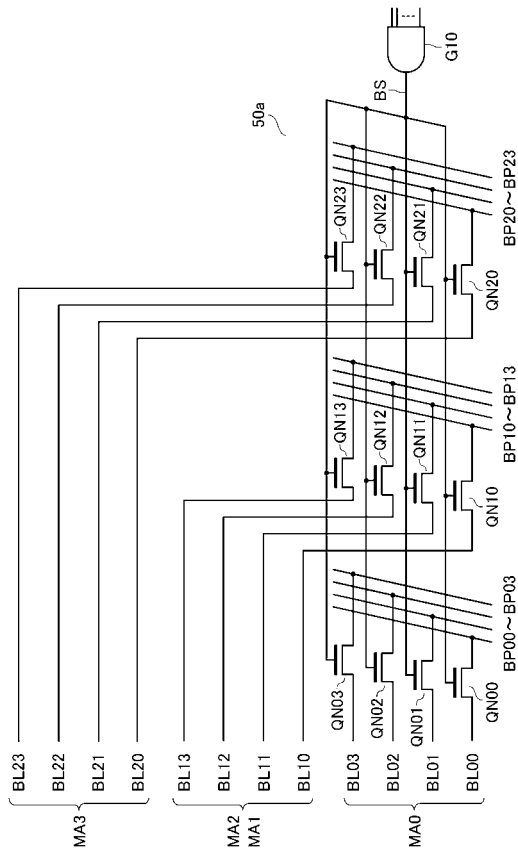 G10
BS
50a
BP20～BP23
QN23
QN22
QN21
QN20
BP10～BP13
QN13
QN12
QN11
QN10
BP00～BP03
QN03
QN02
QN01
QN00
BL23
BL22
BL21
BL20
MA3
BL13
BL12
BL11
BL10
MA2
MA1
BL03
BL02
BL01
BL00
MA0